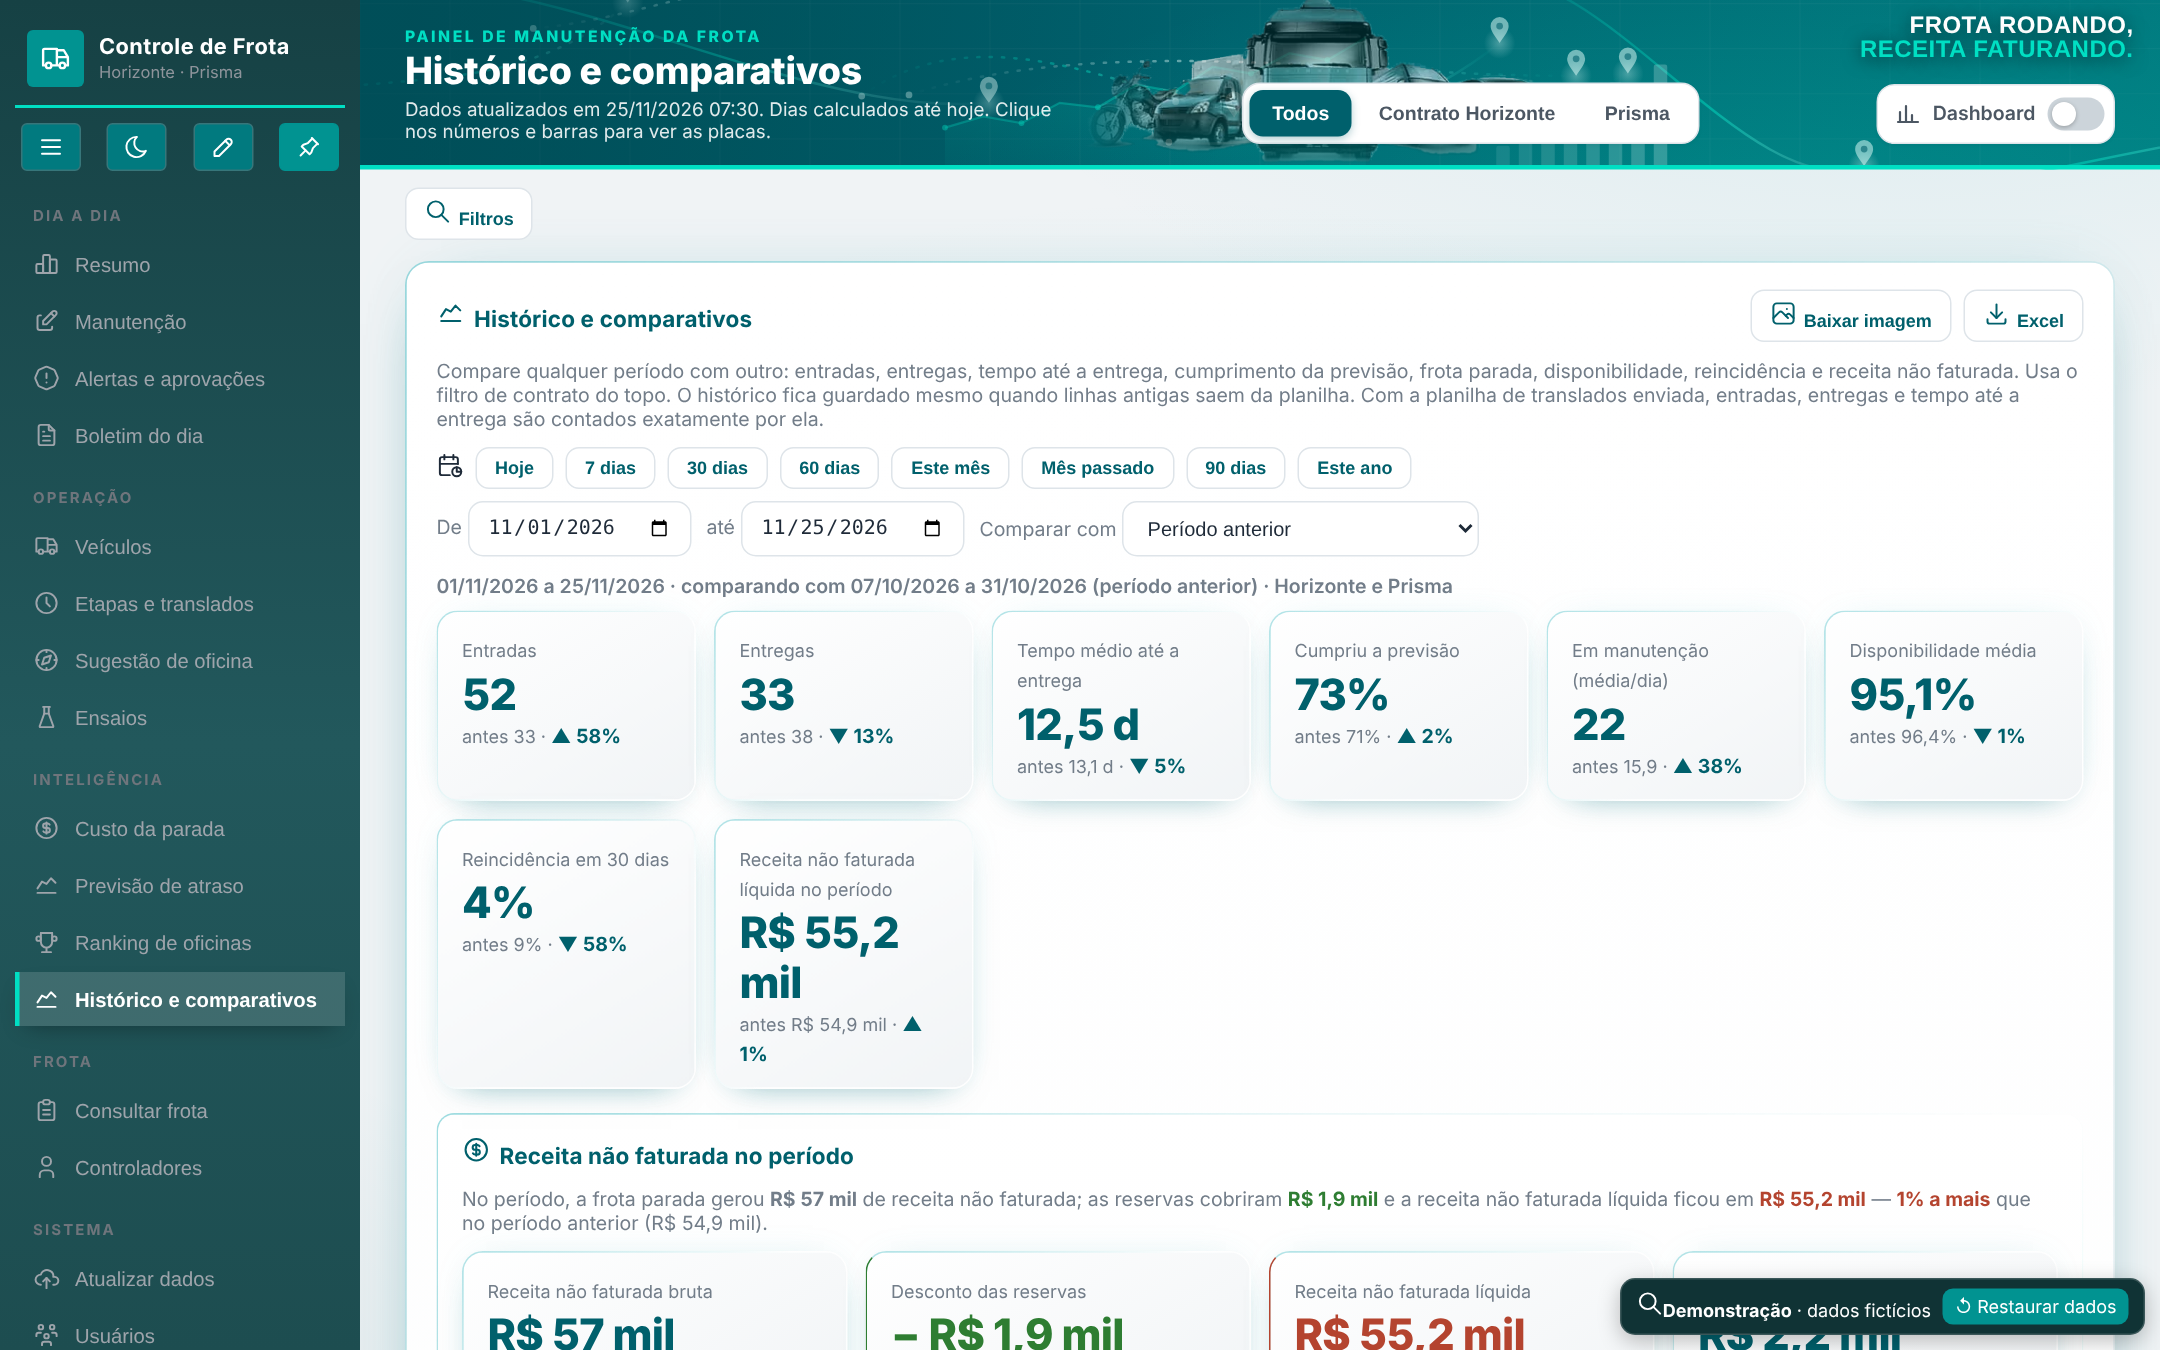 Controle de Frota
Horizonte · Prisma
DIA A DIA
Resumo
Manutenção
Alertas e aprovações
Boletim do dia
OPERAÇÃO
Veículos
Etapas e translados
Sugestão de oficina
Ensaios
INTELIGÊNCIA
Custo da parada
Previsão de atraso
Ranking de oficinas
Histórico e comparativos
FROTA
Consultar frota
Controladores
SISTEMA
Atualizar dados
Usuários
PAINEL DE MANUTENÇÃO DA FROTA
Histórico e comparativos
Dados atualizados em 25/11/2026 07:30. Dias calculados até hoje. Clique
nos números e barras para ver as placas.
Todos Contrato Horizonte Prisma
FROTA RODANDO,
RECEITA FATURANDO.
Dashboard
Filtros
Histórico e comparativos
Baixar imagem
Excel
Compare qualquer período com outro: entradas, entregas, tempo até a entrega, cumprimento da previsão, frota parada, disponibilidade, reincidência e receita não faturada. Usa o
filtro de contrato do topo. O histórico fica guardado mesmo quando linhas antigas saem da planilha. Com a planilha de translados enviada, entradas, entregas e tempo até a
entrega são contados exatamente por ela.
Hoje 7 dias 30 dias 60 dias Este mês Mês passado 90 dias Este ano
De 11/01/2026 até 11/25/2026 Comparar com Período anterior
01/11/2026 a 25/11/2026 · comparando com 07/10/2026 a 31/10/2026 (período anterior) · Horizonte e Prisma
Entradas
52
antes 33 · ▲ 58%
Entregas
33
antes 38 · ▼ 13%
Tempo médio até a
entrega
12,5 d
antes 13,1 d · ▼ 5%
Cumpriu a previsão
73%
antes 71% · ▲ 2%
Em manutenção
(média/dia)
22
antes 15,9 · ▲ 38%
Disponibilidade média
95,1%
antes 96,4% · ▼ 1%
Reincidência em 30 dias
4%
antes 9% · ▼ 58%
Receita não faturada
líquida no período
R$ 55,2
mil
antes R$ 54,9 mil · ▲
1%
Receita não faturada no período
No período, a frota parada gerou R$ 57 mil de receita não faturada; as reservas cobriram R$ 1,9 mil e a receita não faturada líquida ficou em R$ 55,2 mil — 1% a mais que
no período anterior (R$ 54,9 mil).
Receita não faturada bruta
R$ 57 mil
Desconto das reservas
– R$ 1,9 mil
Receita não faturada líquida
R$ 55,2 mil
R$ 2,2 mil
Demonstração · dados fictícios
Restaurar dados